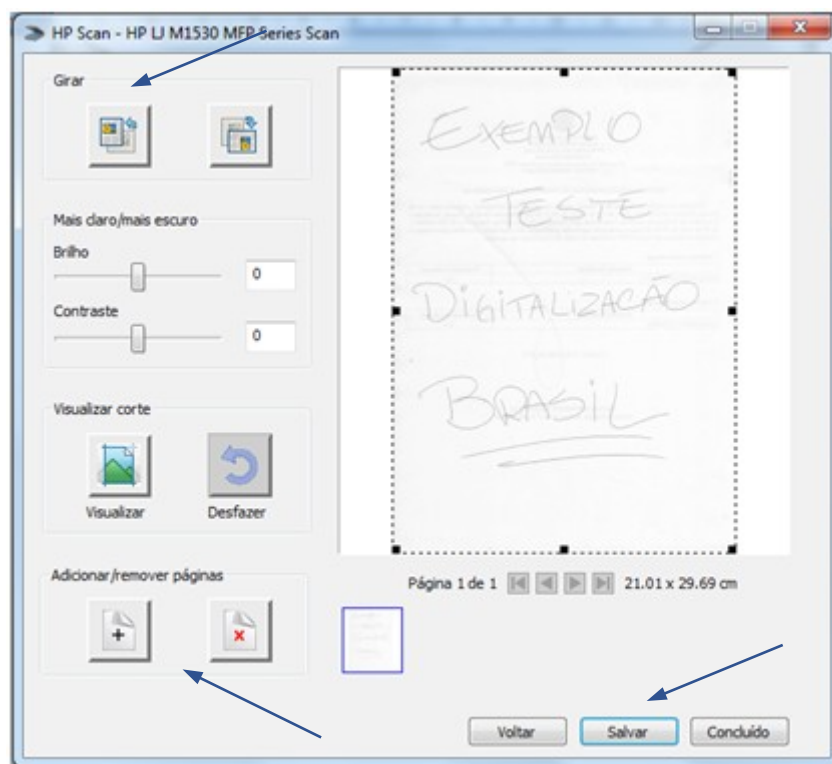 HP Scan - HP LJ M1530 MFP Series Scan
Girar
Mais claro/mais escuro
Brilho
0
Contraste
0
Visualizar corte
Visualizar
Desfazer
Adicionar/remover páginas
EXEMPLO
TESTE
DIGITALIZAÇÃO
BRASIL
Página 1 de 1
21.01 x 29.69 cm
Voltar
Salvar
Concluído